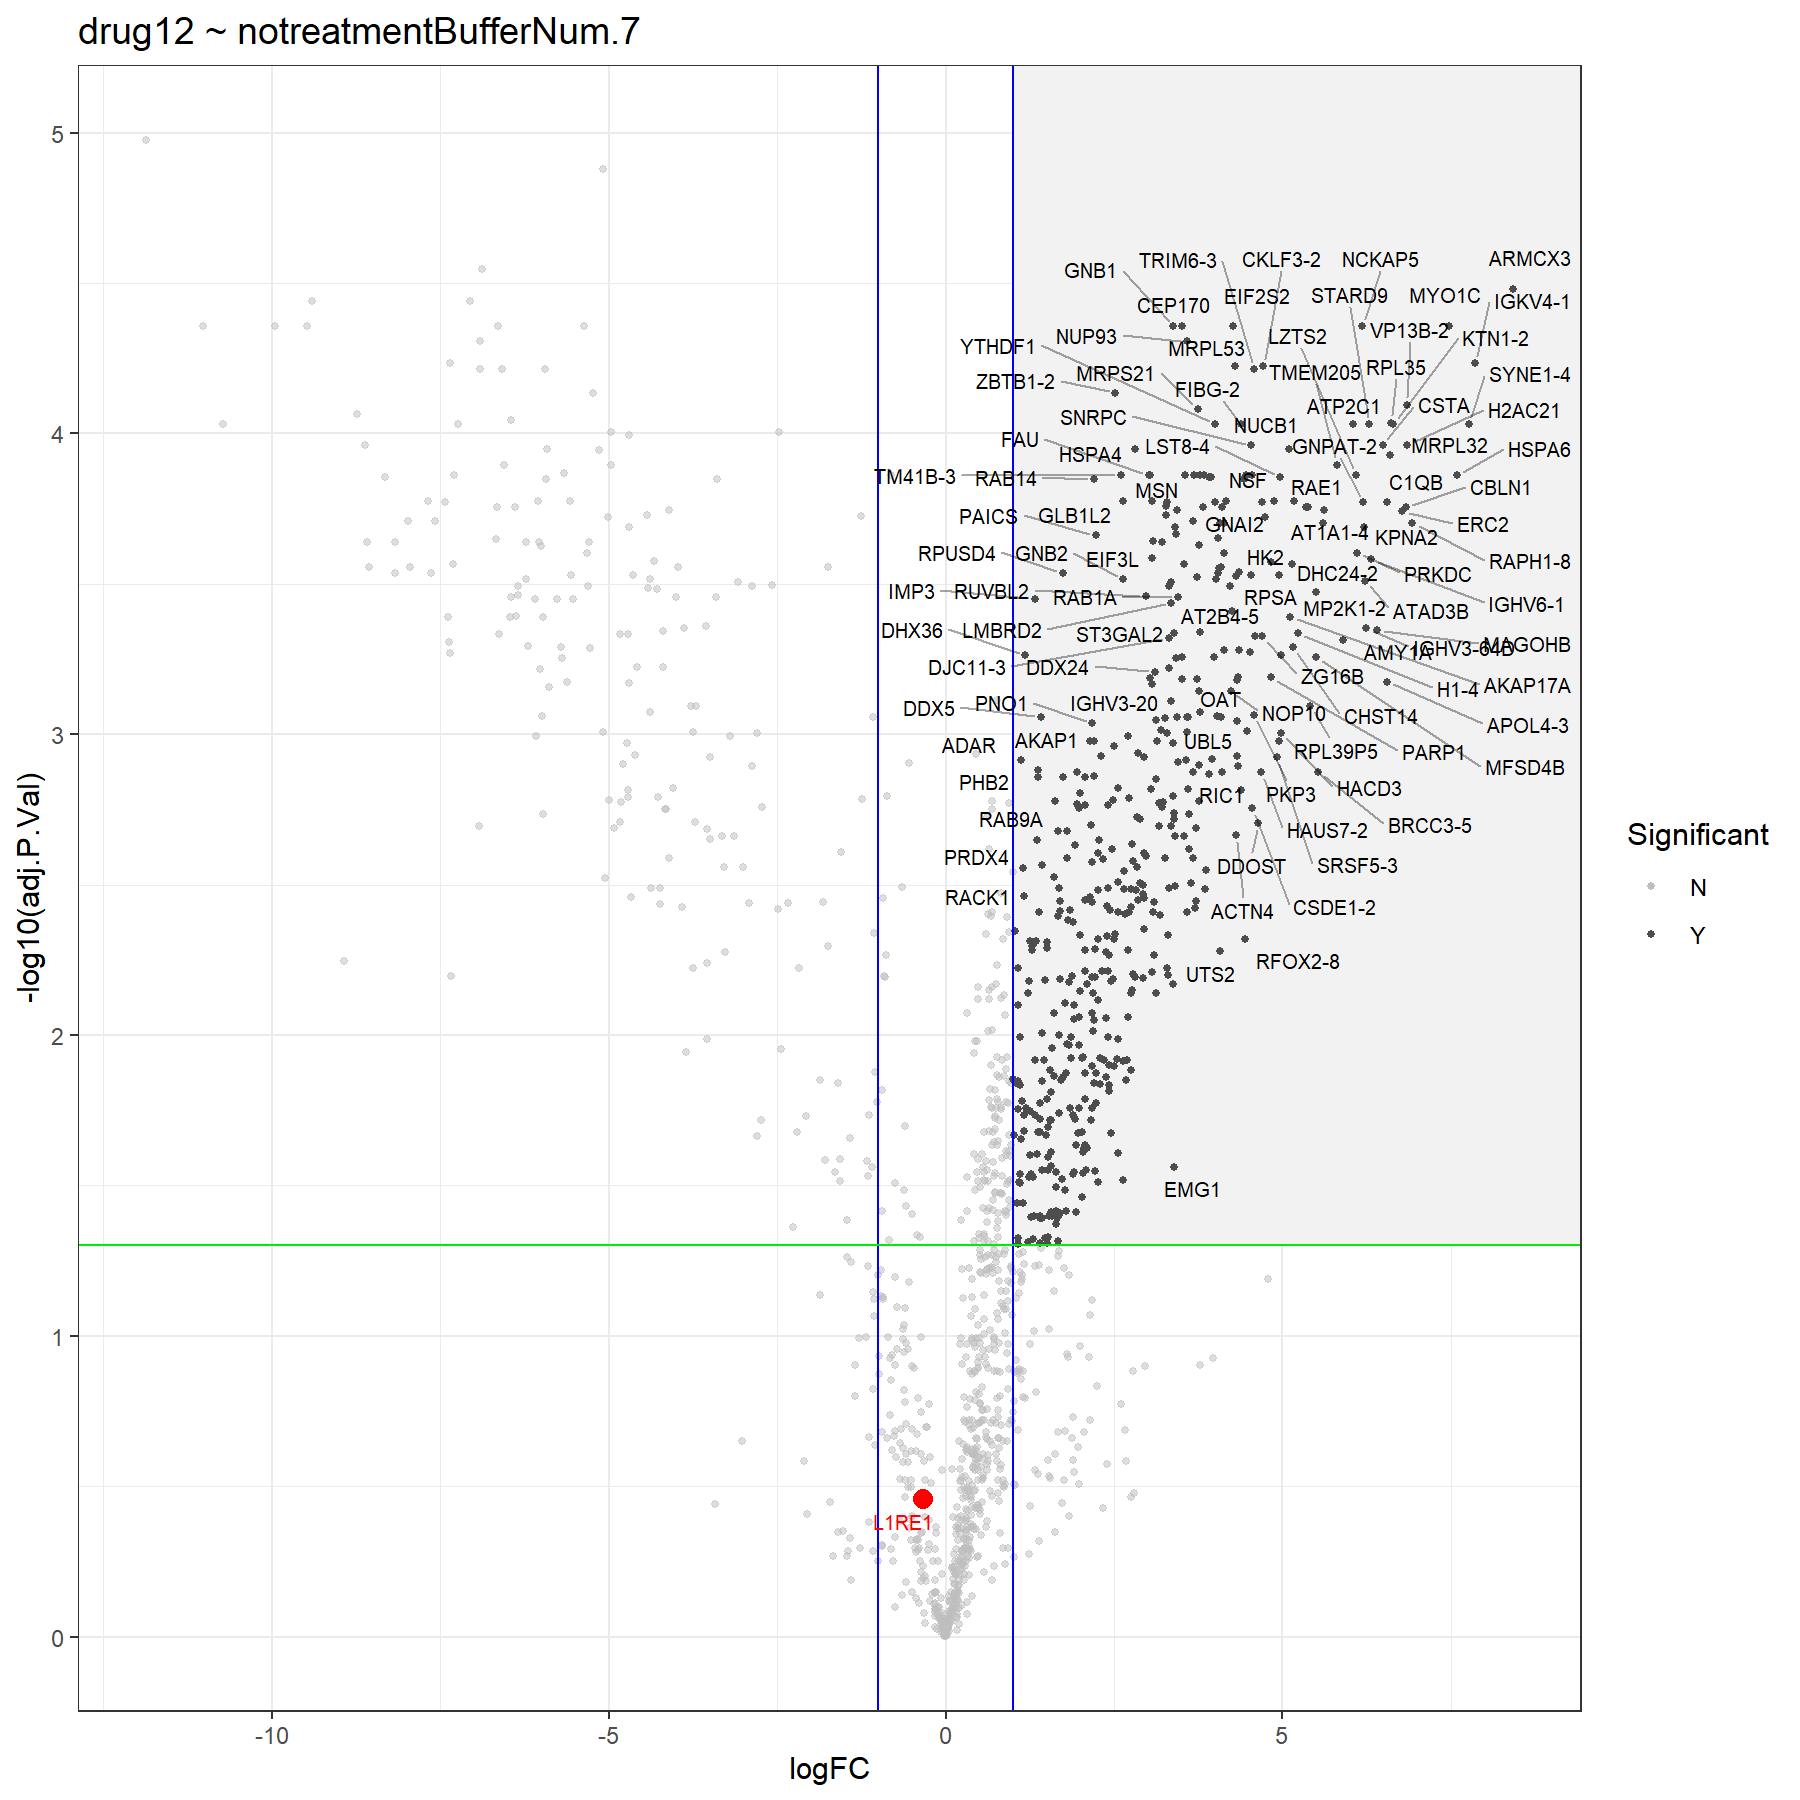 drug12 ~ notreatmentBufferNum.7
-log10(adj.P.Val)
5
4
3
2
1
0
ARMCX3
TRIM6-3
CKLF3-2
NCKAP5
GNB1
EIF2S2
STARD9
MYO1C
IGKV4-1
CEP170
VP13B-2
NUP93
LZTS2
KTN1-2
YTHDF1
MRPL53
MRPS21
TMEM205
RPL35
SYNE1-4
ZBTB1-2
FIBG-2
ATP2C1
CSTA
H2AC21
SNRPC
NUCB1
FAU
LST8-4
GNPAT-2
MRPL32
HSPA6
HSPA4
TM41B-3
RAB14
NSF
RAE1
C1QB
CBLN1
MSN
PAICS
GLB1L2
GNAI2
AT1A1-4
KPNA2
ERC2
RPUSD4
GNB2
EIF3L
HK2
RAPH1-8
DHC24-2
PRKDC
IMP3
RUVBL2
RAB1A
RPSA
MP2K1-2
ATAD3B
IGHV6-1
AT2B4-5
DHX36
LMBRD2
ST3GAL2
AMY1A
IGHV3-64D
MAGOHB
DJC11-3
DDX24
ZG16B
H1-4
AKAP17A
DDX5
PNO1
IGHV3-20
OAT
NOP10
CHST14
APOL4-3
ADAR
AKAP1
UBL5
RPL39P5
PARP1
MFSD4B
PHB2
RIC1
PKP3
HACD3
RAB9A
HAUS7-2
BRCC3-5
PRDX4
DDOST
SRSF5-3
RACK1
ACTN4
CSDE1-2
UTS2
RFOX2-8
EMG1
L1RE1
-10
-5
0
5
logFC
Significant
N
Y